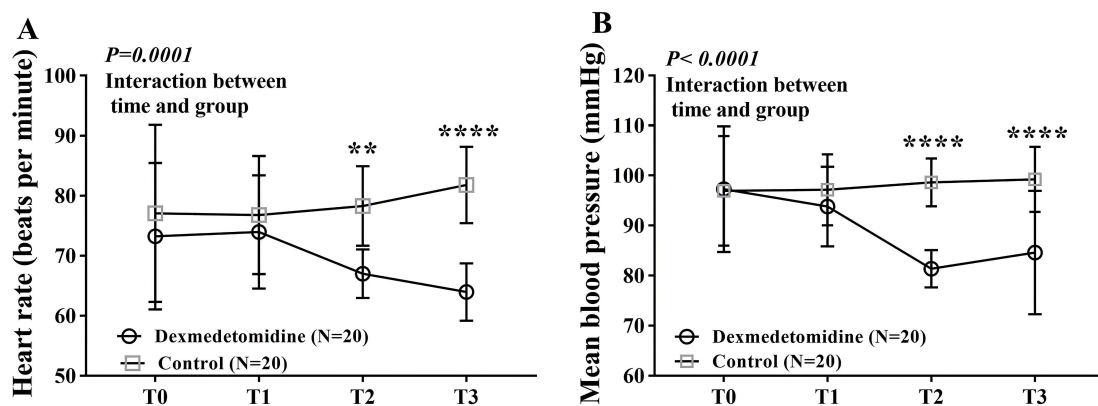 A
P=0.0001
Interaction between
time and group
Heart rate (beats per minute)
100
90
80
70
60
50
**
****
Dexmedetomidine (N=20)
Control (N=20)
T0 T1 T2 T3
B
P< 0.0001
Interaction between
time and group
Mean blood pressure (mmHg)
120
110
100
90
80
70
60
****
****
Dexmedetomidine (N=20)
Control (N=20)
T0 T1 T2 T3